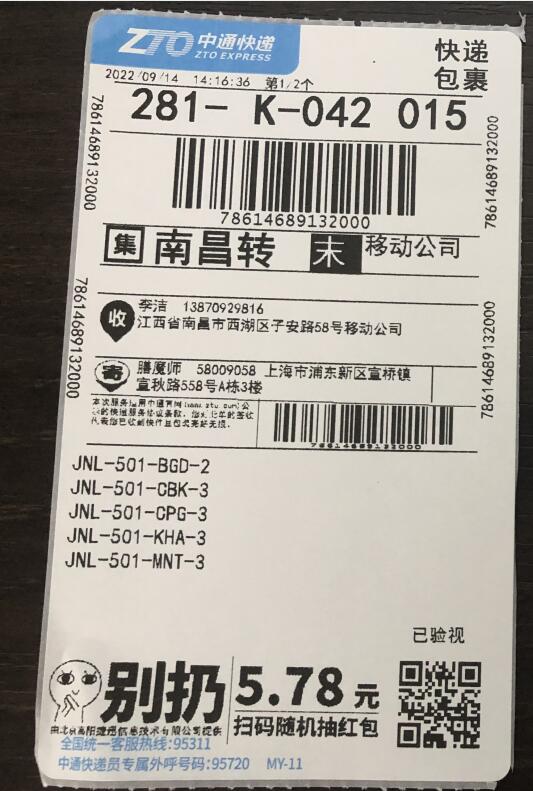 ZTO 中通快递
ZTO EXPRESS
快递
包裹
2022/09/14 14:16:36 第1/2个
281- K-042 015
78614689132000
78614689132000
78614689132000
集 南昌转 末 移动公司
78614689132000
78614689132000
收 李洁 13870929816
江西省南昌市西湖区子安路58号移动公司
寄 膳魔师 58009058 上海市浦东新区宣桥镇
宣秋路558号A栋3楼
78614689132000
JNL-501-BGD-2
JNL-501-CBK-3
JNL-501-CPG-3
JNL-501-KHA-3
JNL-501-MNT-3
已验视
别扔
5.78元
扫码随机抽红包
全国统一客服热线:95311
中通快递员专属外呼号码:95720 MY-11